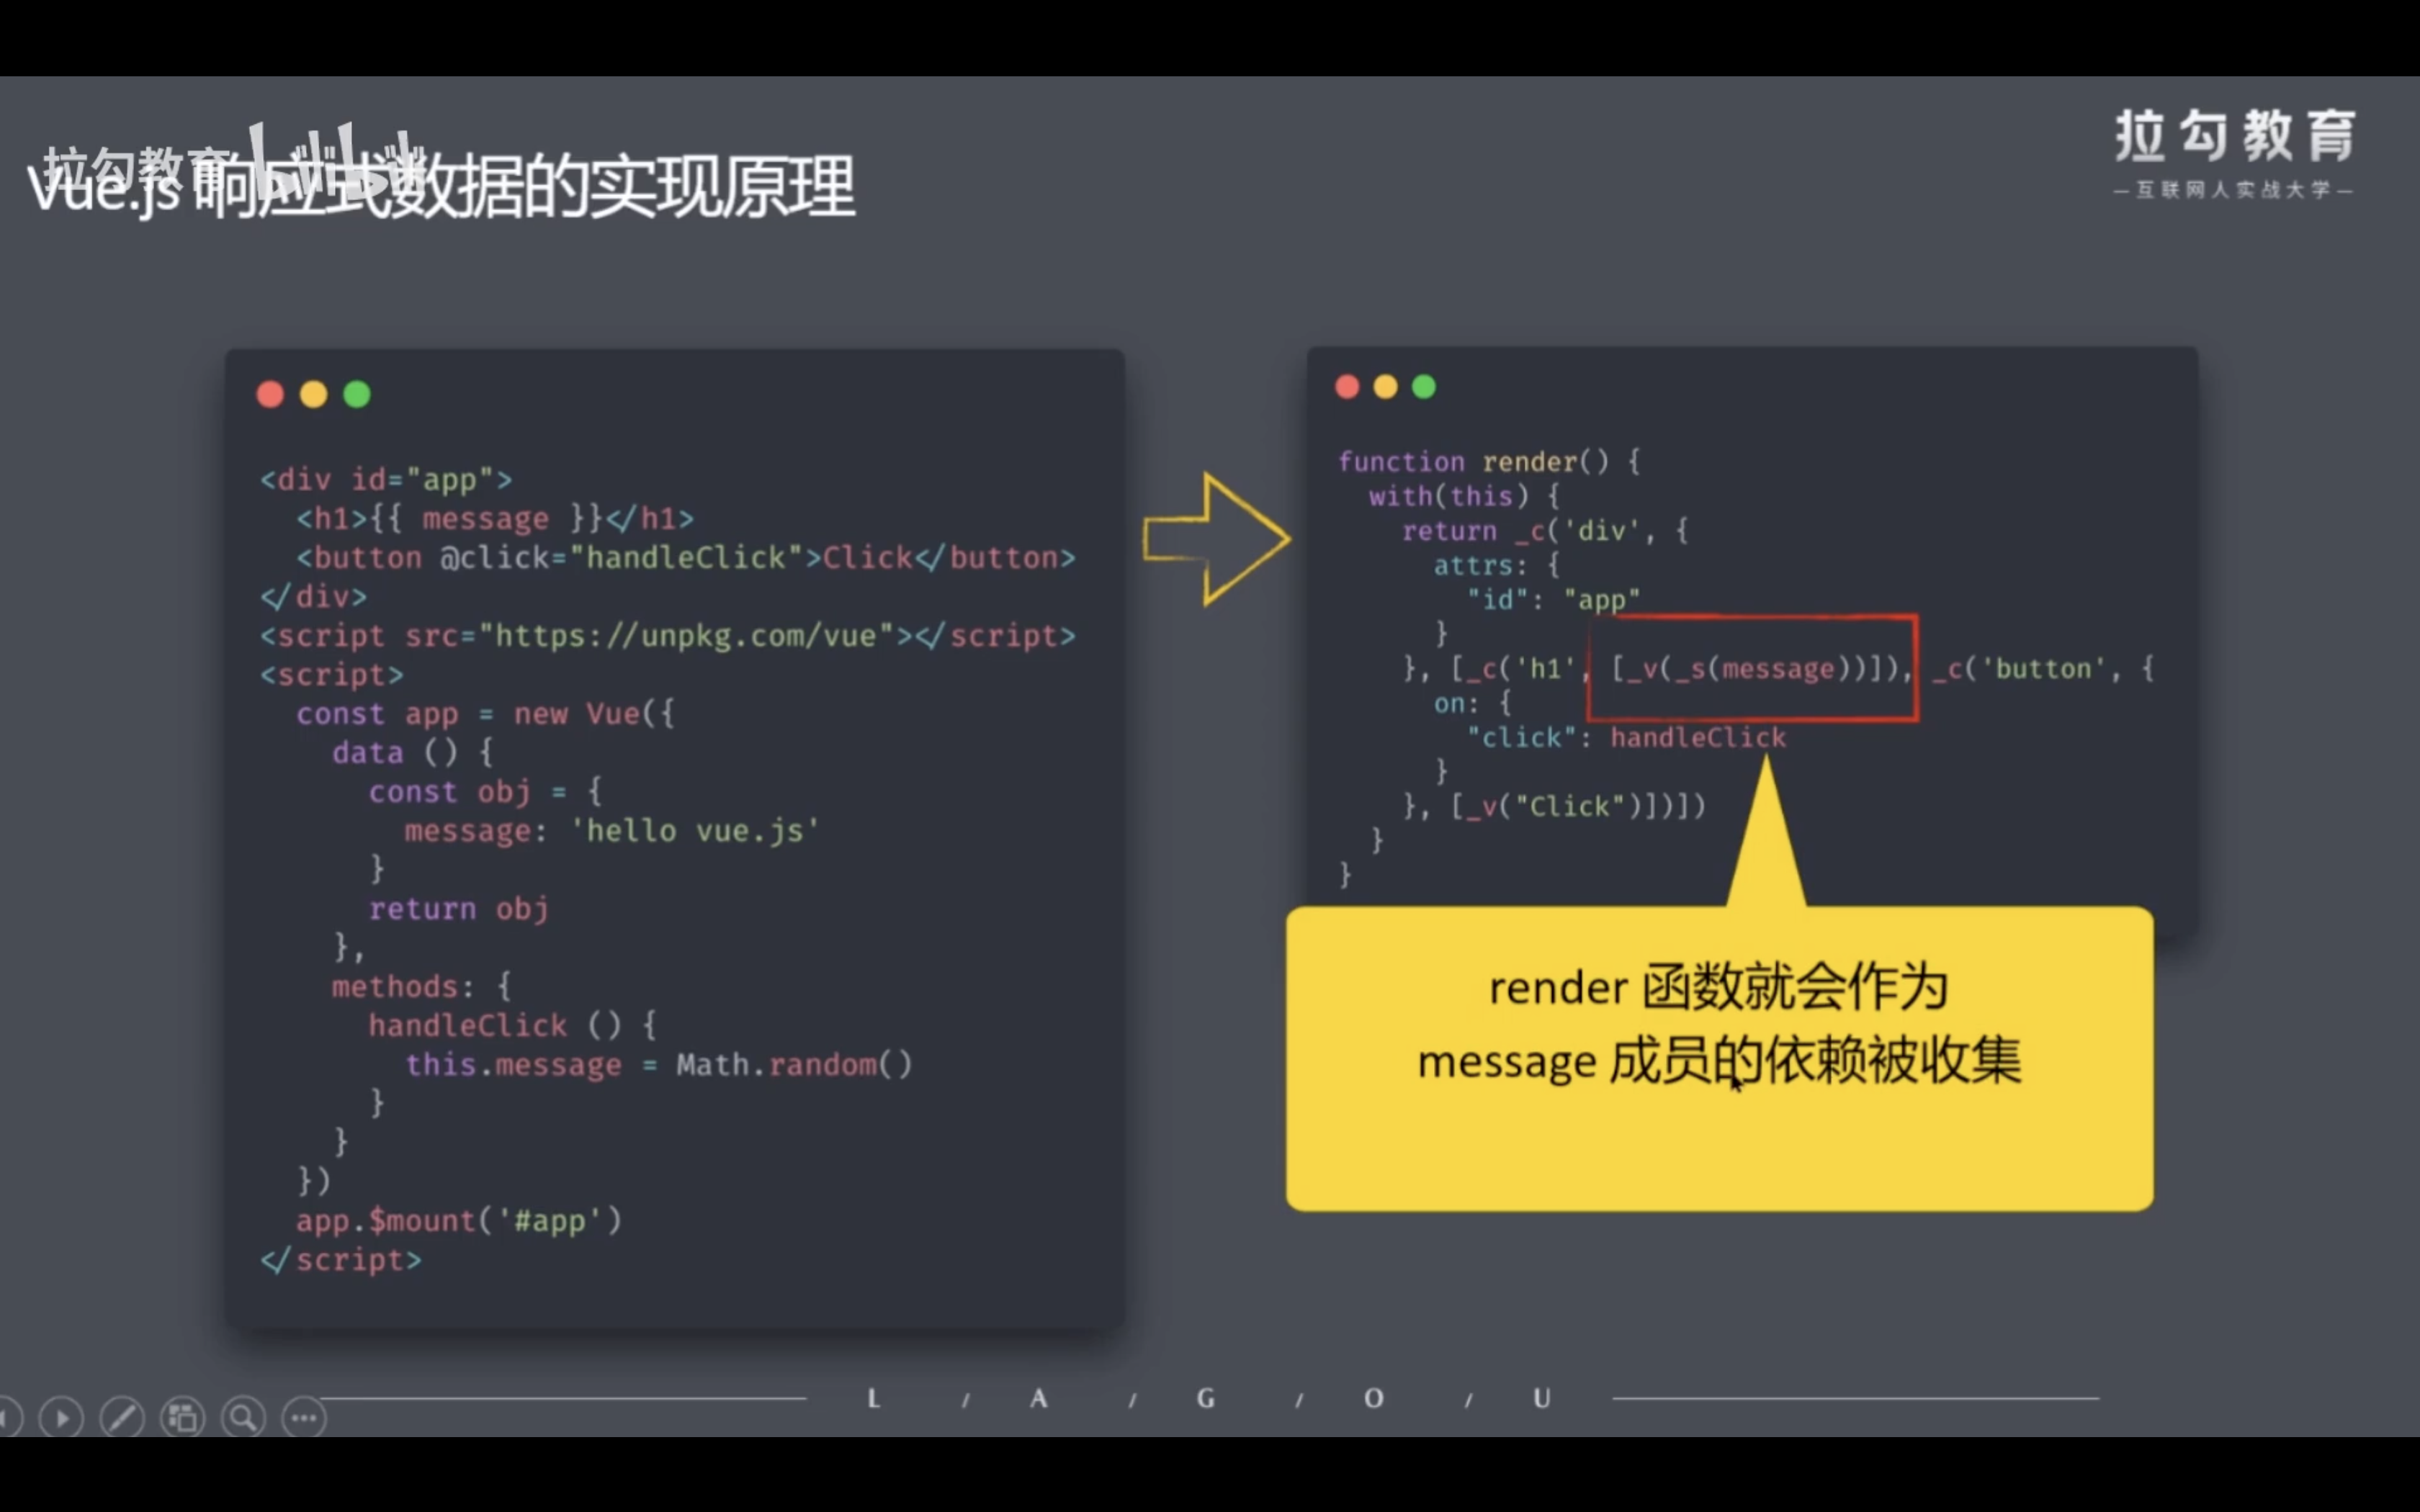 拉勾教育 bilibili
Vue.js 响应式数据的实现原理
拉勾教育
—互联网人实战大学—
<div id="app">
  <h1>{{ message }}</h1>
  <button @click="handleClick">Click</button>
</div>
<script src="https://unpkg.com/vue"></script>
<script>
  const app = new Vue({
    data () {
      const obj = {
        message: 'hello vue.js'
      }
      return obj
    },
    methods: {
      handleClick () {
        this.message = Math.random()
      }
    }
  })
  app.$mount('#app')
</script>
function render() {
  with(this) {
    return _c('div', {
      attrs: {
        "id": "app"
      }
    }, [_c('h1', [_v(_s(message))]), _c('button', {
      on: {
        "click": handleClick
      }
    }, [_v("Click")])])
  }
}
render 函数就会作为
message 成员的依赖被收集
L / A / G / O / U